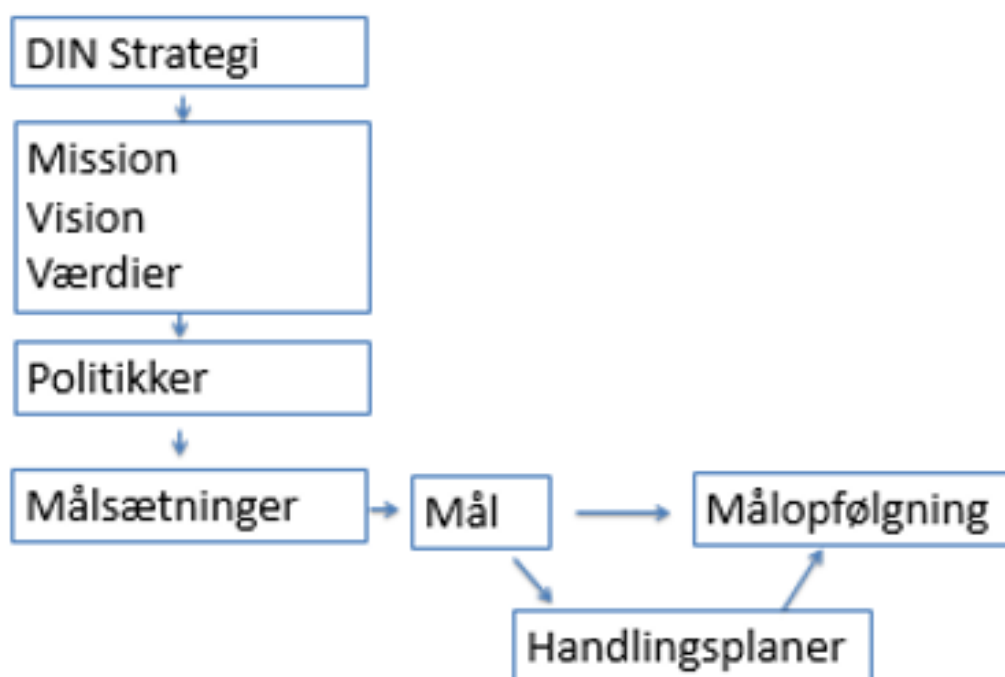 DIN Strategi
Mission
Vision
Værdier
Politikker
Målsætninger
Mål
Målopfølgning
Handlingsplaner